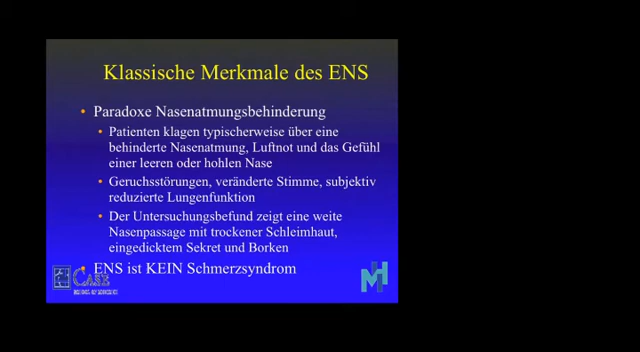 Klassische Merkmale des ENS
• Paradoxe Nasenatmungsbehinderung
• Patienten klagen typischerweise über eine
behinderte Nasenatmung, Luftnot und das Gefühl
einer leeren oder hohlen Nase
• Geruchsstörungen, veränderte Stimme, subjektiv
reduzierte Lungenfunktion
• Der Untersuchungsbefund zeigt eine weite
Nasenpassage mit trockener Schleimhaut,
eingedicktem Sekret und Borken
ENS ist KEIN Schmerzsyndrom
CASE